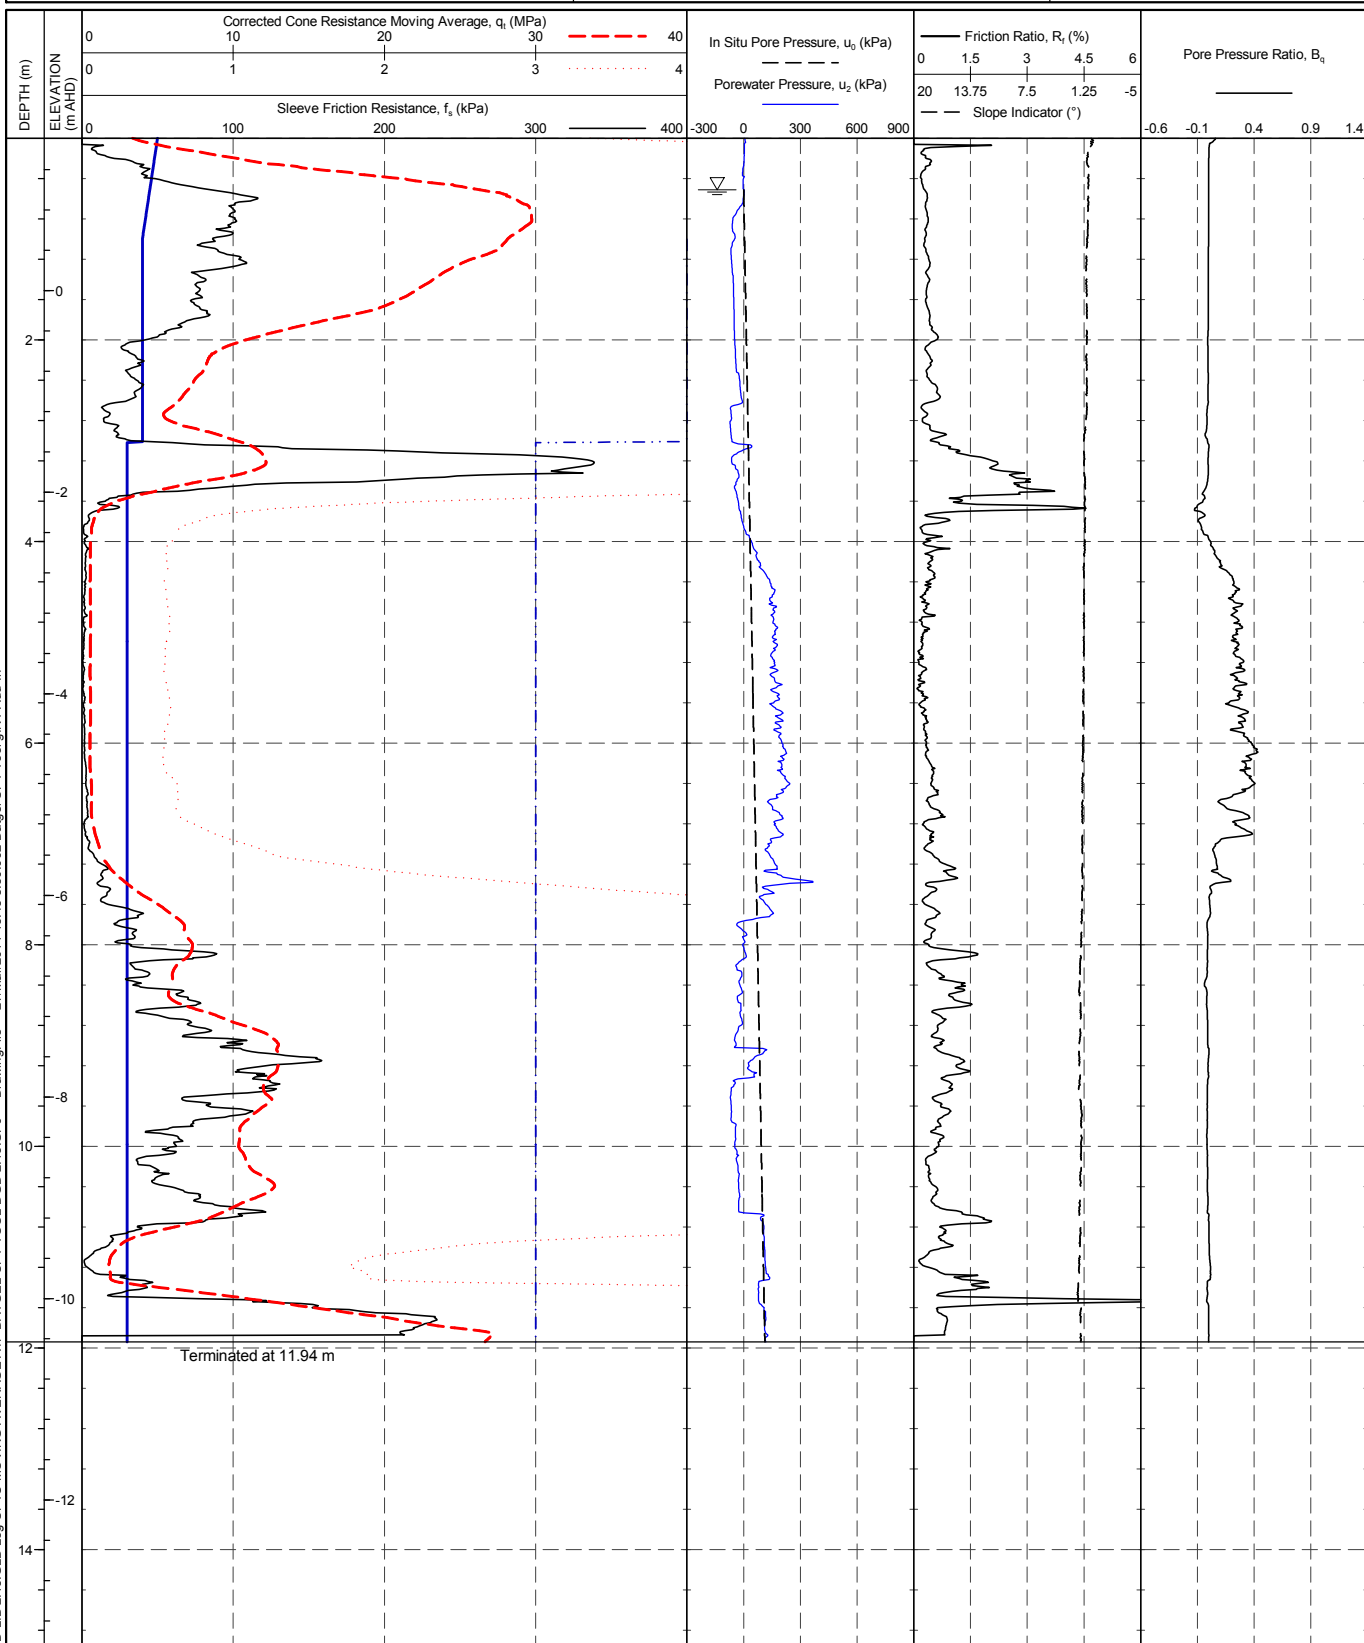 Corrected Cone Resistance Moving Average, qt (MPa)
0 10 20 30 40
0 1 2 3 4
Sleeve Friction Resistance, fs (kPa)
0 100 200 300 400
DEPTH (m)
ELEVATION
(m AHD)
In Situ Pore Pressure, u0 (kPa)
Porewater Pressure, u2 (kPa)
-300 0 300 600 900
Friction Ratio, Rf (%)
0 1.5 3 4.5 6
20 13.75 7.5 1.25 -5
Slope Indicator (°)
Pore Pressure Ratio, Bq
-0.6 -0.1 0.4 0.9 1.4
0
2
-2
4
-4
6
-6
8
-8
10
-10
12
Terminated at 11.94 m
-12
14